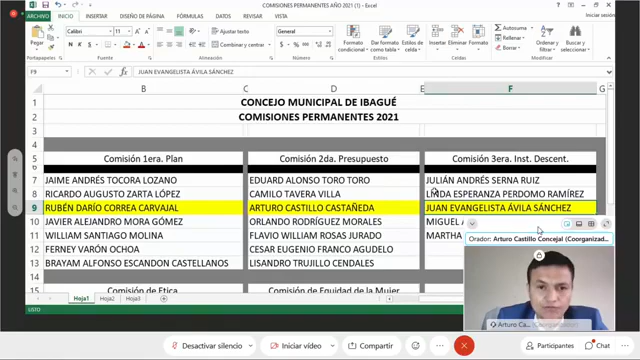 COMISIONES PERMANENTES AÑO 2021 (1) - Excel
Iniciar sesión
INICIO INSERTAR DISEÑO DE PÁGINA FÓRMULAS DATOS REVISAR VISTA
Pegar
Calibri 11
Ajustar texto
General
Combinar y centrar
Formato condicional
Dar formato como tabla
Estilos de celda
Insertar
Eliminar
Formato
Autosuma
Rellenar
Borrar
Ordenar y filtrar
Buscar y seleccionar
Portapapeles Fuente Alineación Número Estilos Celdas Modificar
F9 JUAN EVANGELISTA ÁVILA SÁNCHEZ
B C D E F G
1 CONCEJO MUNICIPAL DE IBAGUÉ
2 COMISIONES PERMANENTES 2021
3
4
5 Comisión 1era. Plan Comisión 2da. Presupuesto Comisión 3era. Inst. Descent.
6
7 JAIME ANDRÉS TOCORA LOZANO EDUARD ALONSO TORO TORO JULIÁN ANDRÉS SERNA RUIZ
8 RICARDO AUGUSTO ZARTA LÓPEZ CAMILO TAVERA VILLA LINDA ESPERANZA PERDOMO RAMÍREZ
9 RUBÉN DARÍO CORREA CARVAJAL ARTURO CASTILLO CASTAÑEDA JUAN EVANGELISTA ÁVILA SÁNCHEZ
10 JAVIER ALEJANDRO MORA GÓMEZ ORLANDO RODRÍGUEZ MORALES MIGUEL
11 WILLIAM SANTIAGO MOLINA FLAVIO WILLIAM ROSAS JURADO MARTHA
12 FERNEY VARÓN OCHOA CESAR EUGENIO FRANCO AGUDELO
13 BRAYAM ALFONSO ESCANDON CASTELLANOS LISANDRO TRUJILLO CENDALES
15 Comisión de Etica Comisión de Equidad de la Mujer
Orador: Arturo Castillo Concejal (Coorganizad...
Arturo Ca... (Coorganizador)
Hoja1 Hoja2 Hoja3
LISTO
Desactivar silencio Iniciar vídeo Compartir Participantes Chat